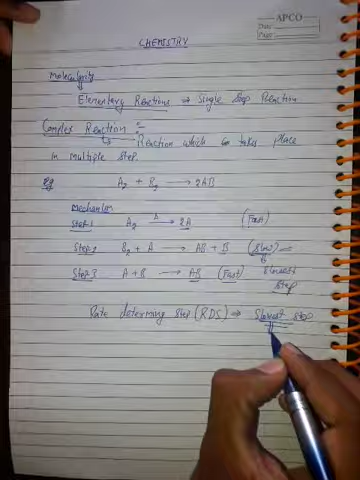 APCO
Date
Page
CHEMISTRY
Molecularity
Elementary Reactions → Single Step Reaction
Complex Reaction :-
Reaction which takes place
in multiple step.
Eg A₂ + B₂ → 2AB
Mechanism
Step 1 A₂ →Δ 2A (Fast)
Step 2 B₂ + A → AB + B (Slow)
Step 3 A + B → AB (Fast) Slowest
Step
Rate determining Step (RDS) ⇒ Slowest Step